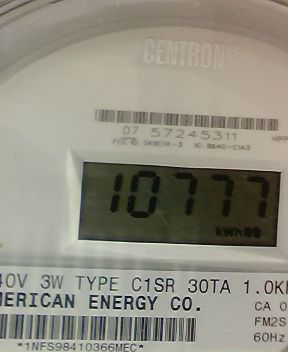 CENTRON®
07 57245311
10777
kWh
40V 3W TYPE C1SR 30TA 1.0K
MERICAN ENERGY CO.
CA 0
FM2S
60Hz
*1NFS98410366MEC*